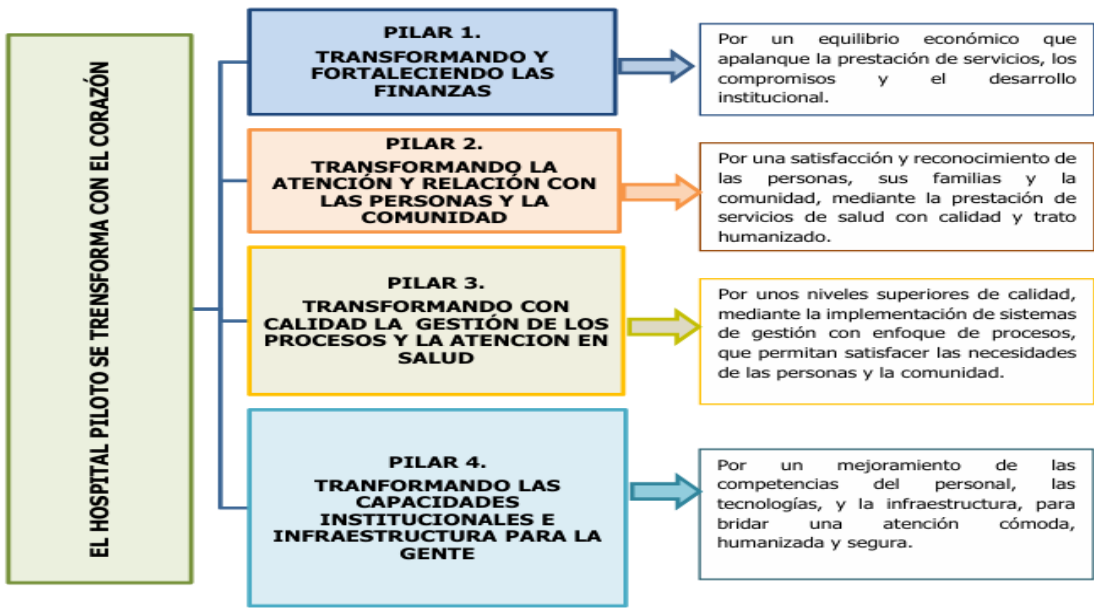 EL HOSPITAL PILOTO SE TRENSFORMA CON EL CORAZÓN
PILAR 1.
TRANSFORMANDO Y
FORTALECIENDO LAS
FINANZAS
Por un equilibrio económico que
apalanque la prestación de servicios, los
compromisos y el desarrollo
institucional.
PILAR 2.
TRANSFORMANDO LA
ATENCIÓN Y RELACIÓN CON
LAS PERSONAS Y LA
COMUNIDAD
Por una satisfacción y reconocimiento de
las personas, sus familias y la
comunidad, mediante la prestación de
servicios de salud con calidad y trato
humanizado.
PILAR 3.
TRANSFORMANDO CON
CALIDAD LA GESTIÓN DE LOS
PROCESOS Y LA ATENCION EN
SALUD
Por unos niveles superiores de calidad,
mediante la implementación de sistemas
de gestión con enfoque de procesos,
que permitan satisfacer las necesidades
de las personas y la comunidad.
PILAR 4.
TRANFORMANDO LAS
CAPACIDADES
INSTITUCIONALES E
INFRAESTRUCTURA PARA LA
GENTE
Por un mejoramiento de las
competencias del personal, las
tecnologías, y la infraestructura, para
bridar una atención cómoda,
humanizada y segura.